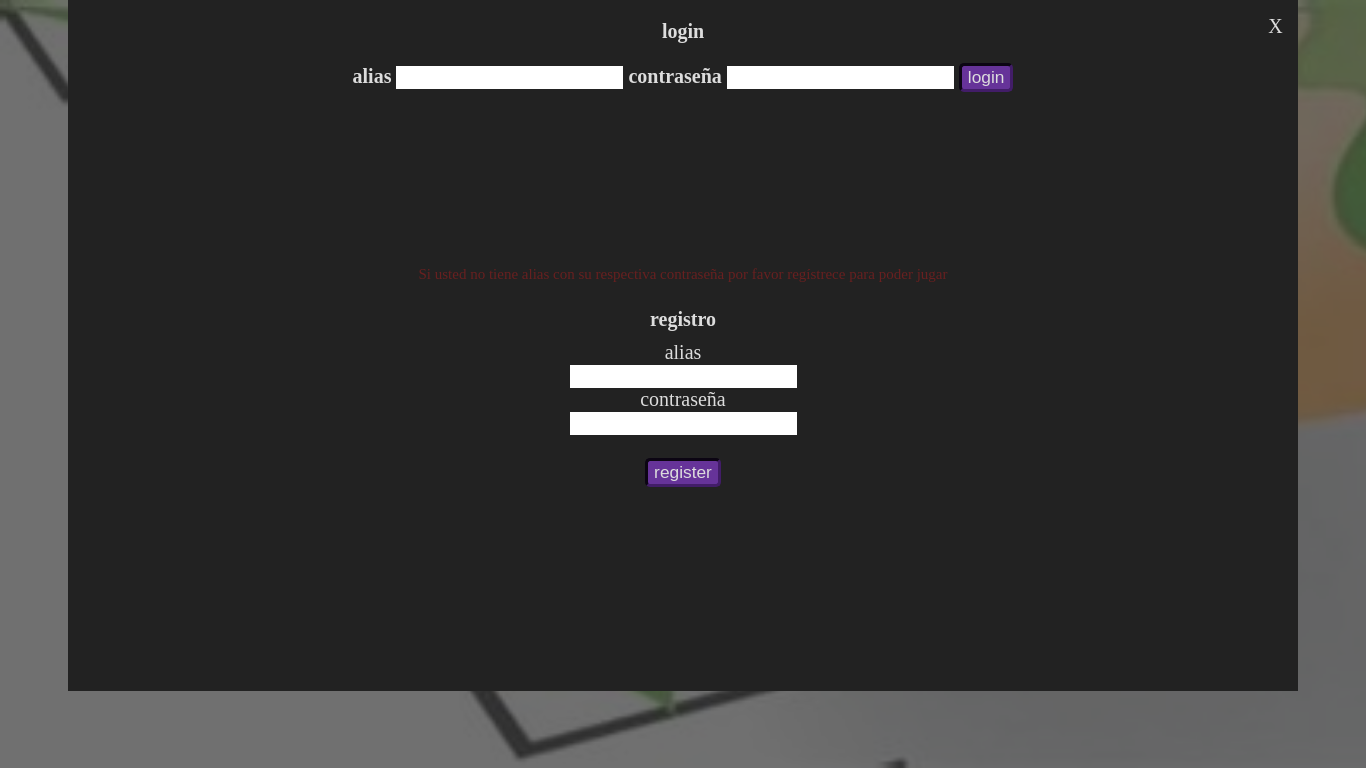 X
login
alias contraseña login
Si usted no tiene alias con su respectiva contraseña por favor registrece para poder jugar
registro
alias
contraseña
register